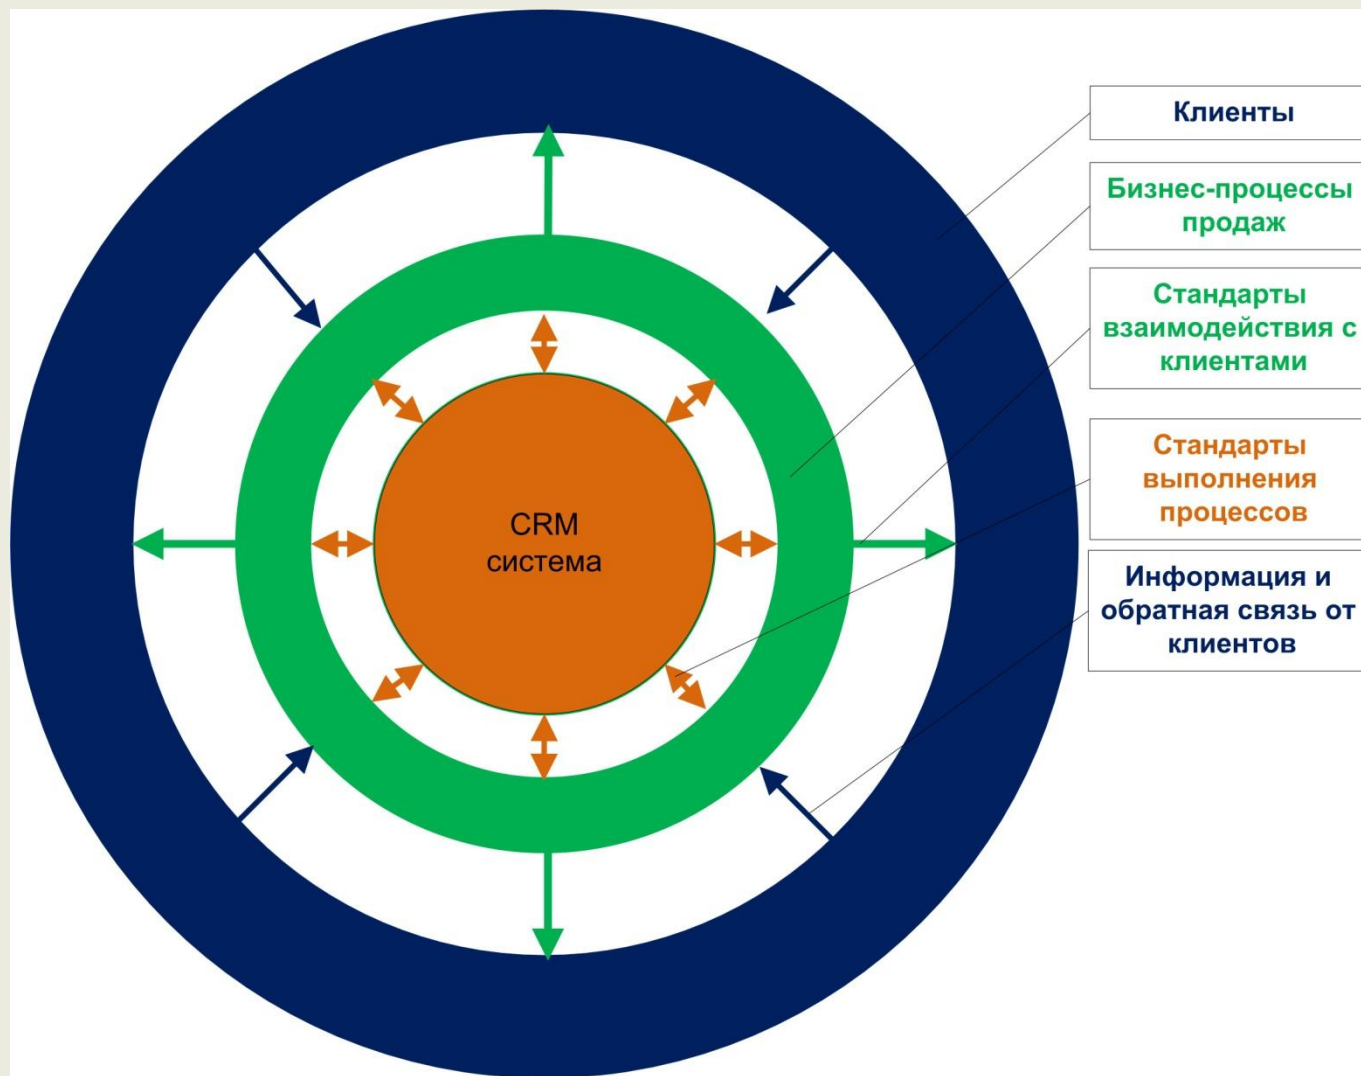 Клиенты
Бизнес-процессы
продаж
Стандарты
взаимодействия с
клиентами
Стандарты
выполнения
процессов
CRM
система
Информация и
обратная связь от
клиентов